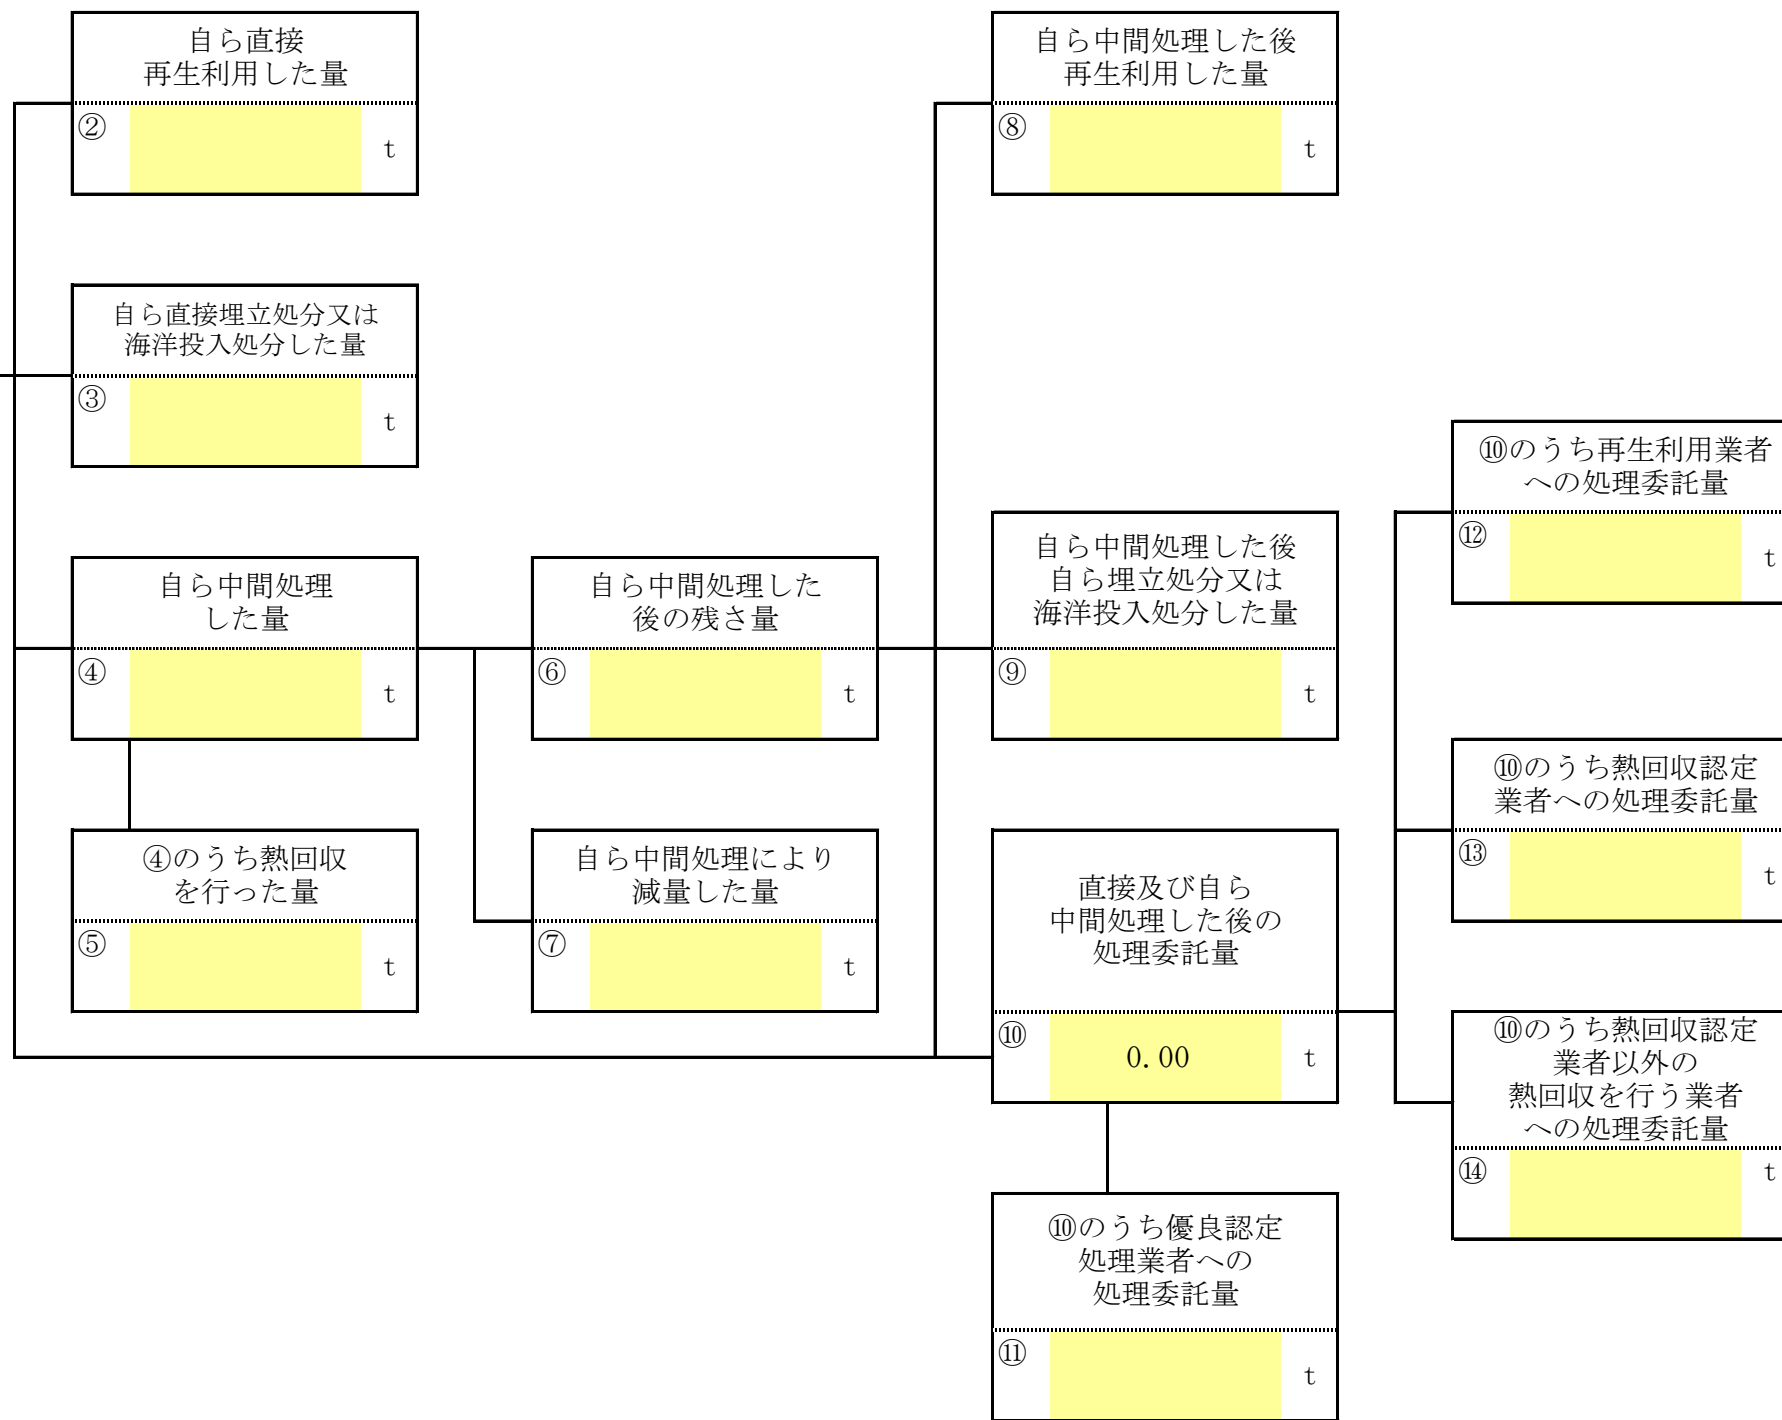 自ら直接
再生利用した量
② t
自ら直接埋立処分又は
海洋投入処分した量
③ t
自ら中間処理
した量
④ t
④のうち熱回収
を行った量
⑤ t
自ら中間処理した
後の残さ量
⑥ t
自ら中間処理により
減量した量
⑦ t
自ら中間処理した後
再生利用した量
⑧ t
自ら中間処理した後
自ら埋立処分又は
海洋投入処分した量
⑨ t
直接及び自ら
中間処理した後の
処理委託量
⑩ 0.00 t
⑩のうち優良認定
処理業者への
処理委託量
⑪ t
⑩のうち再生利用業者
への処理委託量
⑫ t
⑩のうち熱回収認定
業者への処理委託量
⑬ t
⑩のうち熱回収認定
業者以外の
熱回収を行う業者
への処理委託量
⑭ t